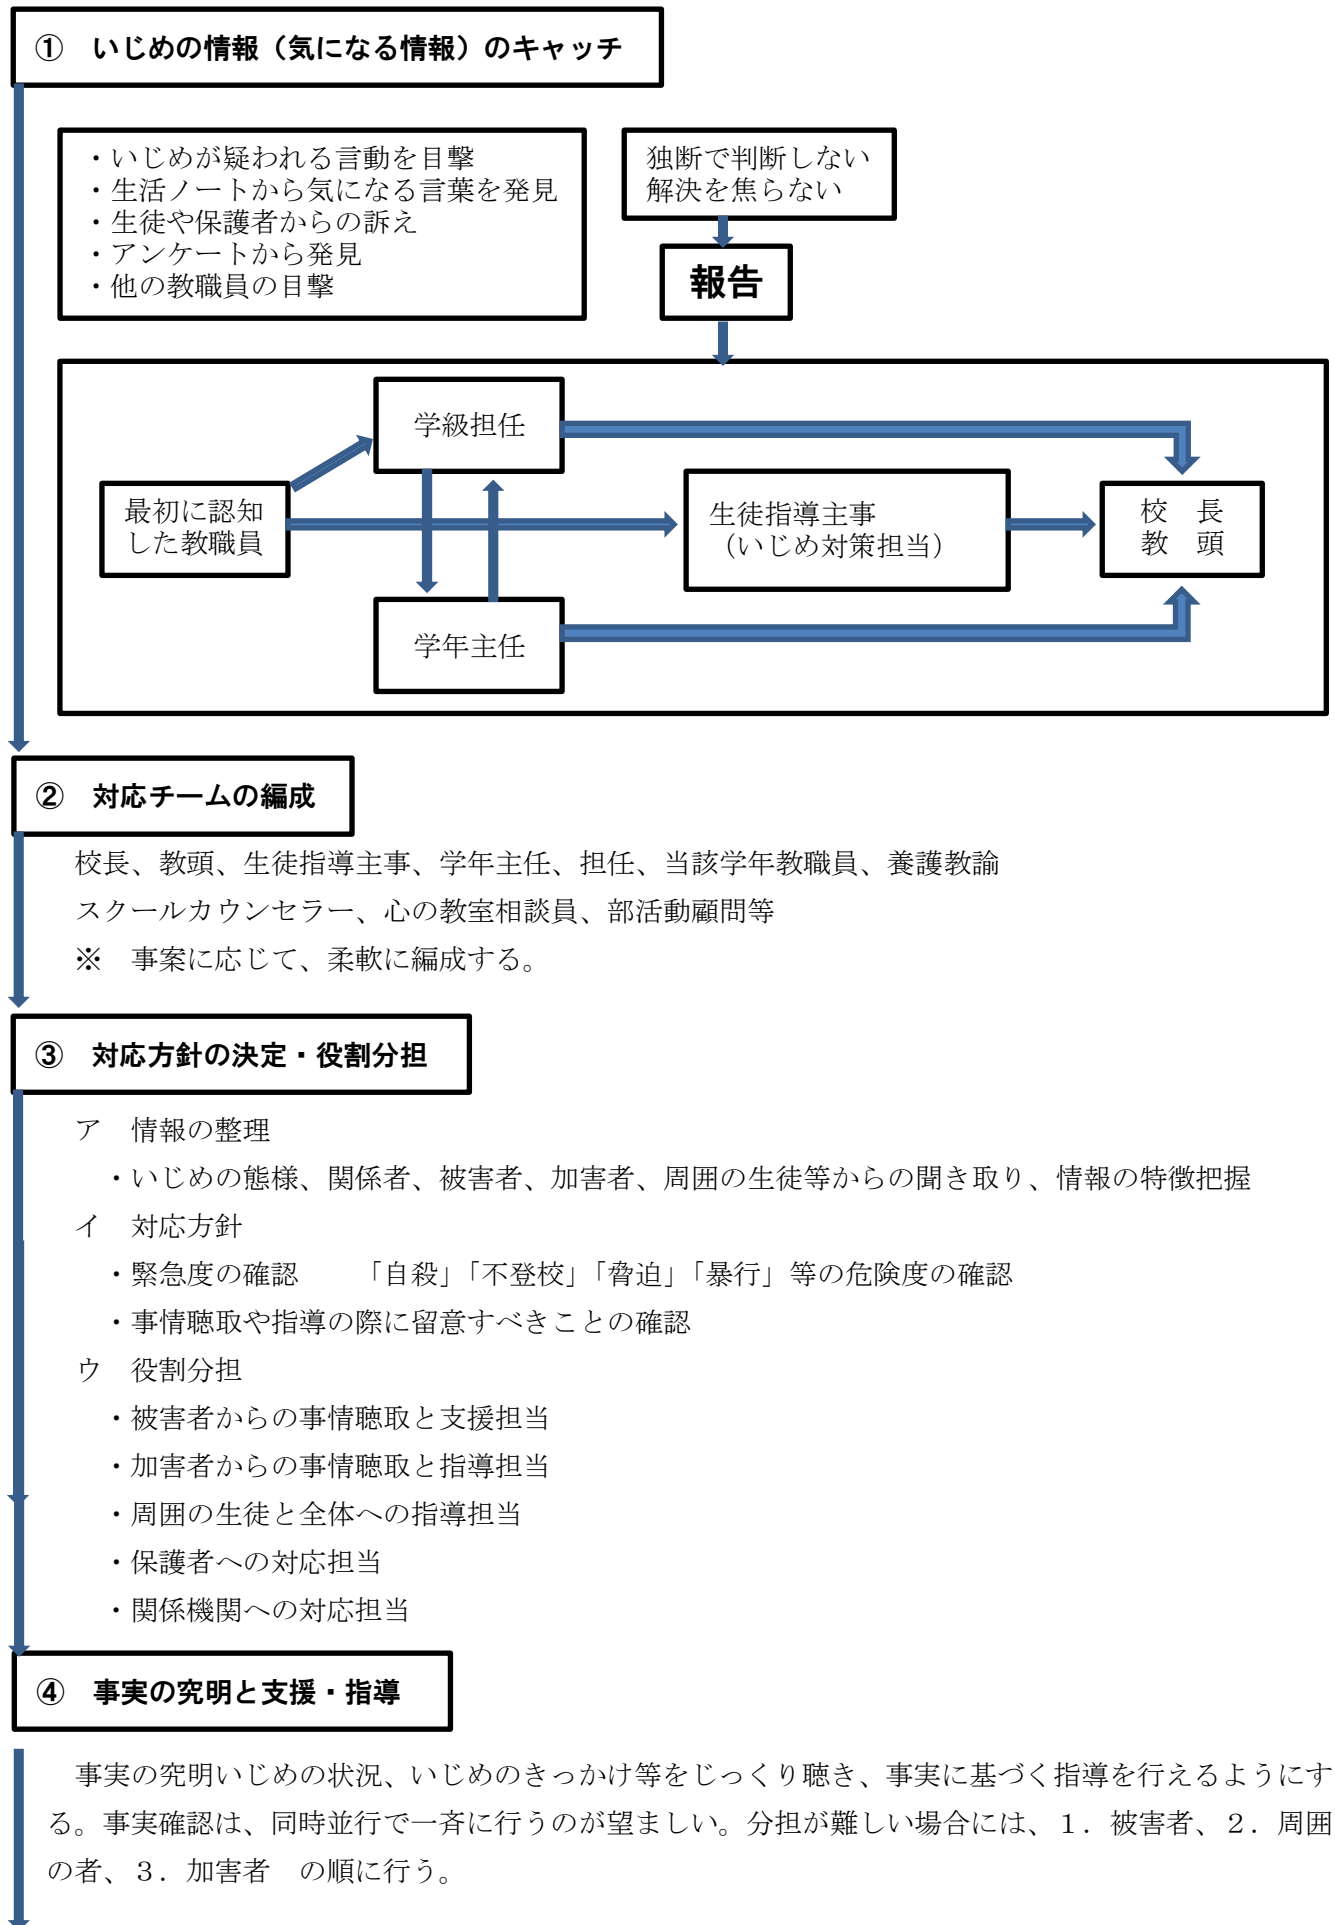 ① いじめの情報（気になる情報）のキャッチ
・いじめが疑われる言動を目撃
・生活ノートから気になる言葉を発見
・生徒や保護者からの訴え
・アンケートから発見
・他の教職員の目撃
独断で判断しない
解決を焦らない
報告
学級担任
最初に認知
した教職員
生徒指導主事
（いじめ対策担当）
校　長
教　頭
学年主任
② 対応チームの編成
校長、教頭、生徒指導主事、学年主任、担任、当該学年教職員、養護教諭
スクールカウンセラー、心の教室相談員、部活動顧問等
※　事案に応じて、柔軟に編成する。
③ 対応方針の決定・役割分担
ア　情報の整理
・いじめの態様、関係者、被害者、加害者、周囲の生徒等からの聞き取り、情報の特徴把握
イ　対応方針
・緊急度の確認　　「自殺」「不登校」「脅迫」「暴行」等の危険度の確認
・事情聴取や指導の際に留意すべきことの確認
ウ　役割分担
・被害者からの事情聴取と支援担当
・加害者からの事情聴取と指導担当
・周囲の生徒と全体への指導担当
・保護者への対応担当
・関係機関への対応担当
④ 事実の究明と支援・指導
事実の究明いじめの状況、いじめのきっかけ等をじっくり聴き、事実に基づく指導を行えるようにす
る。事実確認は、同時並行で一斉に行うのが望ましい。分担が難しい場合には、１．被害者、２．周囲
の者、３．加害者　の順に行う。